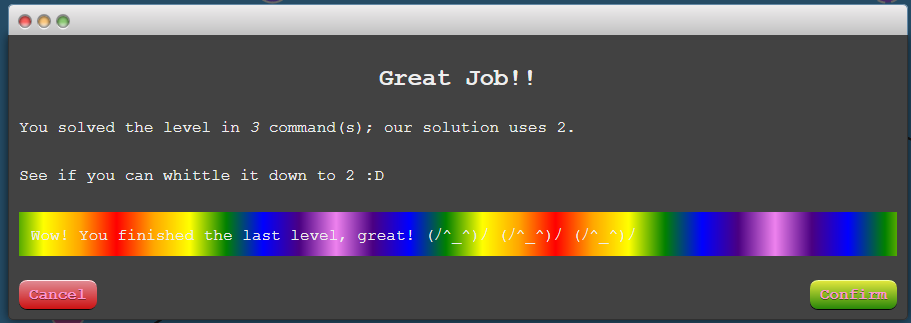 Great Job!!
You solved the level in 3 command(s); our solution uses 2.
See if you can whittle it down to 2 :D
Wow! You finished the last level, great! (/^_^)/ (/^_^)/ (/^_^)/
Cancel
Confirm